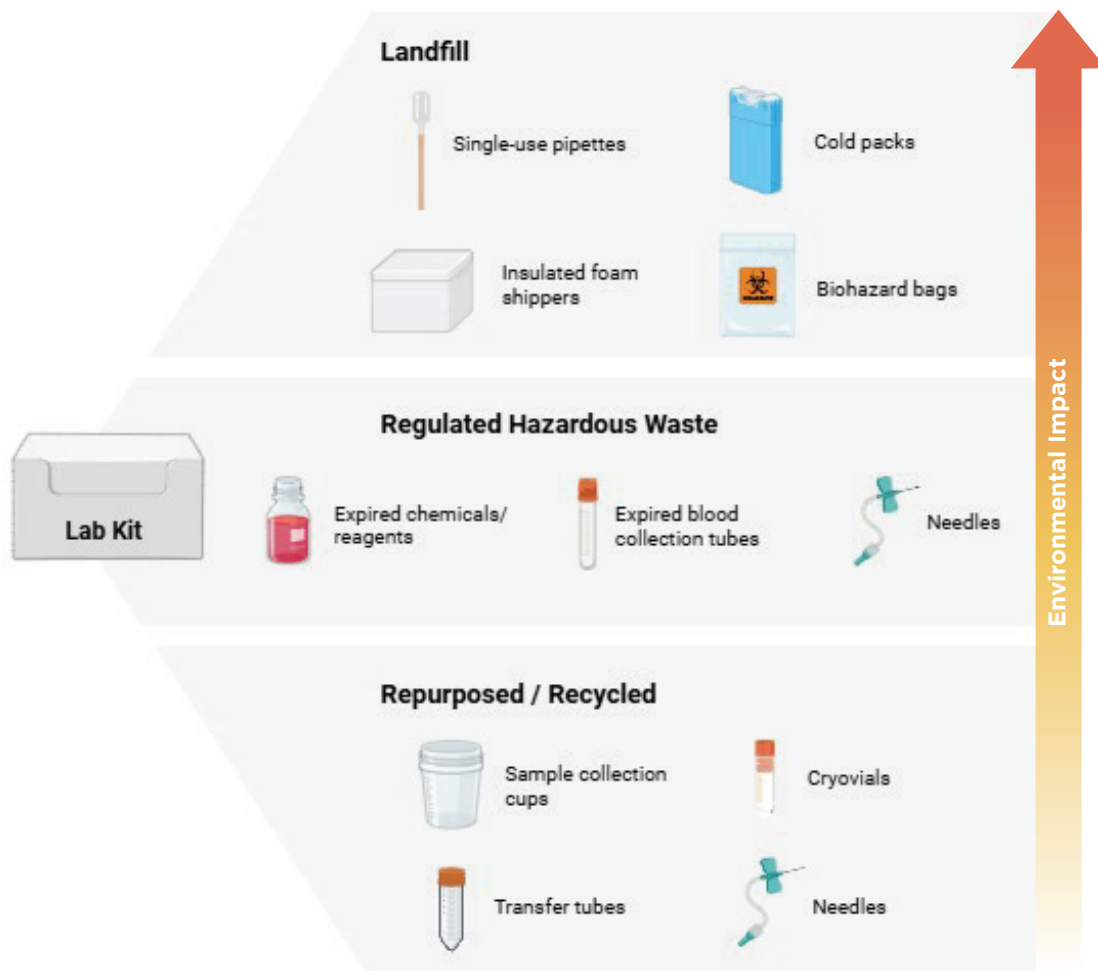 Landfill
Single-use pipettes
Cold packs
Insulated foam
shippers
Biohazard bags
Regulated Hazardous Waste
Lab Kit
Expired chemicals/
reagents
Expired blood
collection tubes
Needles
Repurposed / Recycled
Sample collection
cups
Cryovials
Transfer tubes
Needles
Environmental Impact